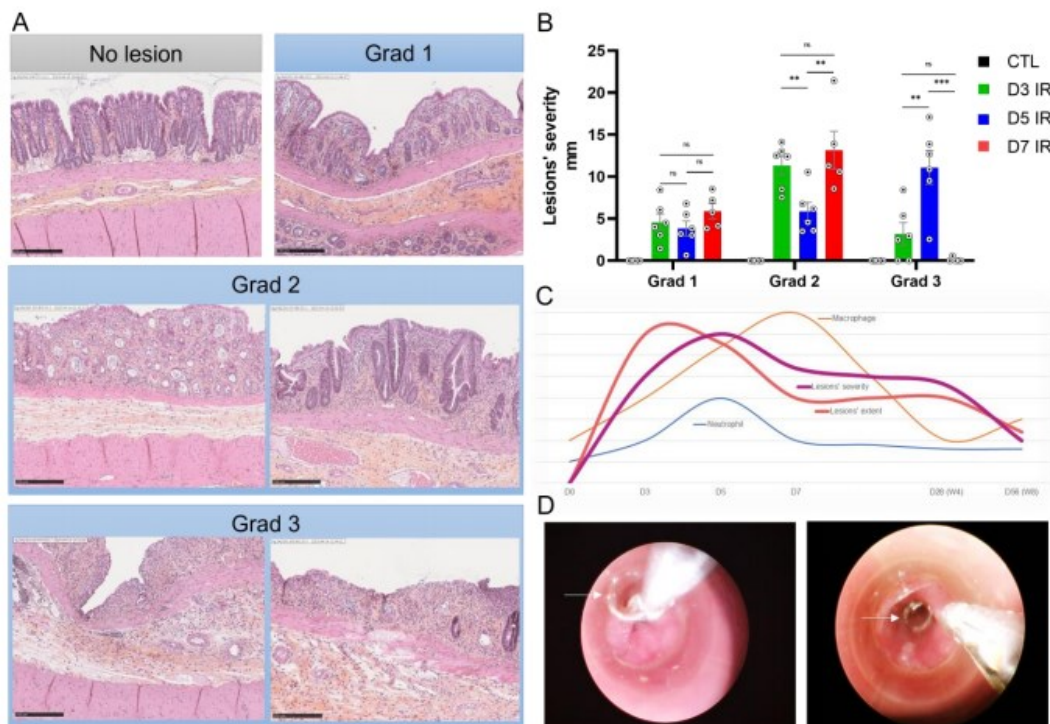 A
No lesion
Grad 1
Grad 2
Grad 3
B
Lesions' severity
mm
25
20
15
10
5
0
ns
ns
ns
ns
**
**
ns
**
***
Grad 1
Grad 2
Grad 3
CTL
D3 IR
D5 IR
D7 IR
C
Macrophage
Lesions' severity
Lesions' extent
Neutrophil
D0
D3
D5
D7
D28 (W4)
D56 (W8)
D